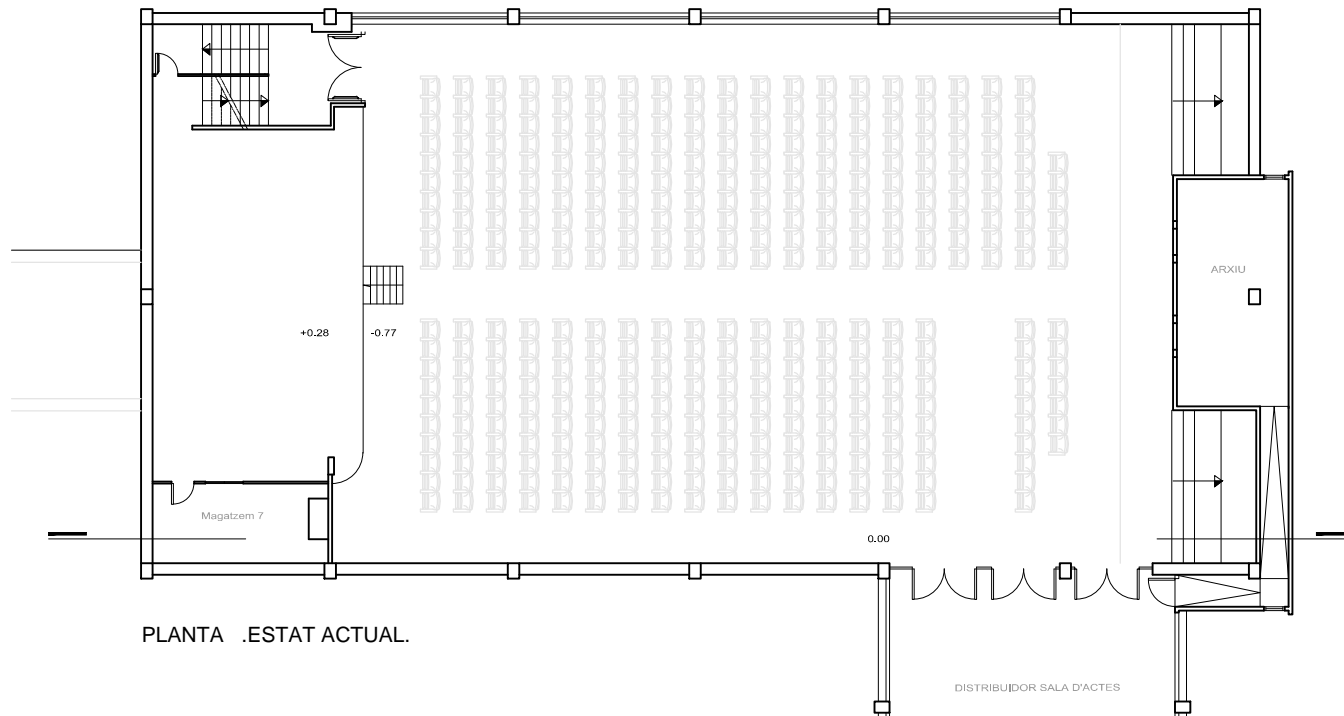 ARXIU
+0.28
-0.77
Magatzem 7
0.00
PLANTA .ESTAT ACTUAL.
DISTRIBUIDOR SALA D'ACTES